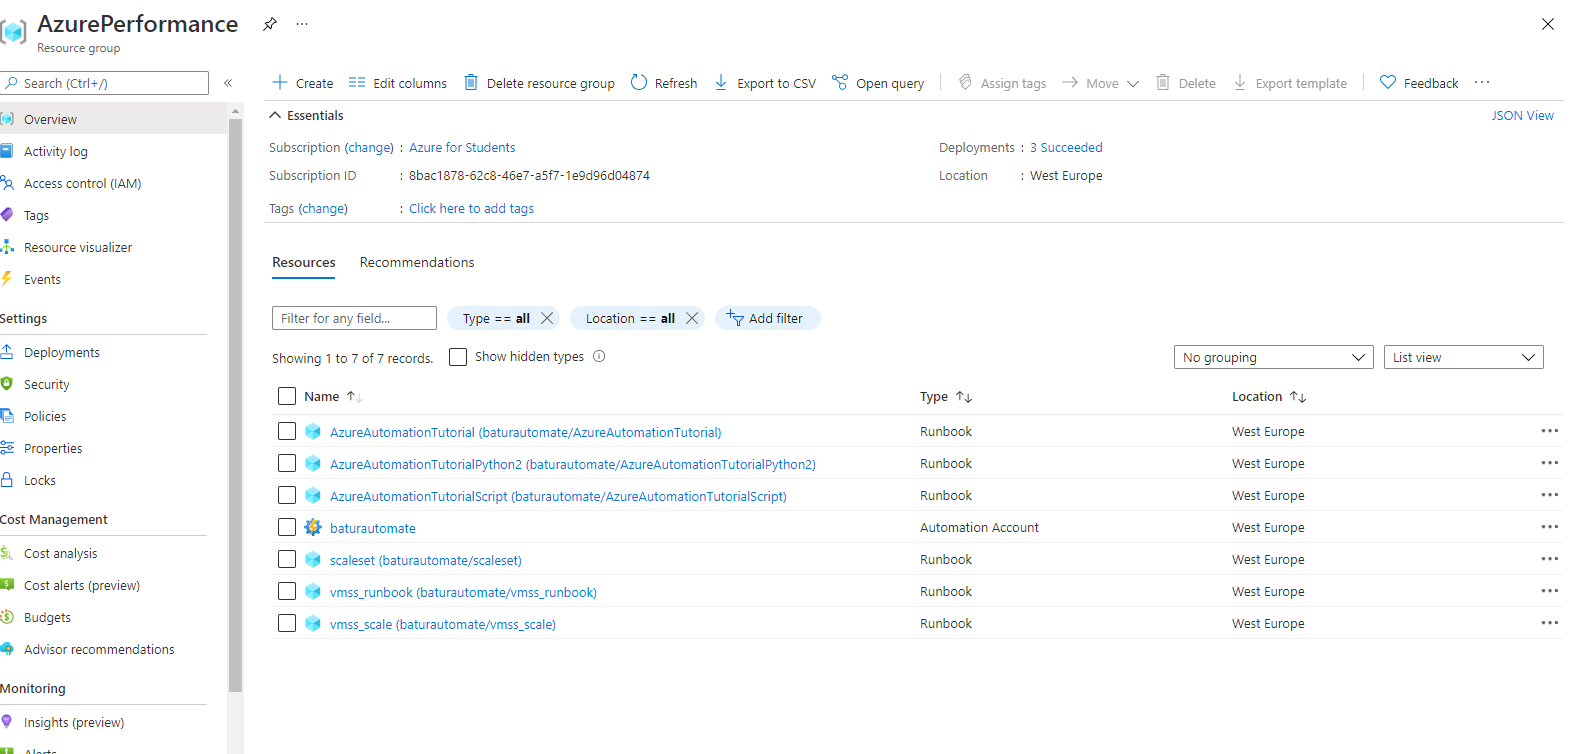 AzurePerformance
Resource group
Search (Ctrl+/)
«
Overview
Activity log
Access control (IAM)
Tags
Resource visualizer
Events
Settings
Deployments
Security
Policies
Properties
Locks
Cost Management
Cost analysis
Cost alerts (preview)
Budgets
Advisor recommendations
Monitoring
Insights (preview)
Alerts
Create Edit columns Delete resource group Refresh Export to CSV Open query Assign tags Move Delete Export template Feedback ...
Essentials JSON View
Subscription (change) : Azure for Students Deployments : 3 Succeeded
Subscription ID : 8bac1878-62c8-46e7-a5f7-1e9d96d04874 Location : West Europe
Tags (change) : Click here to add tags
Resources Recommendations
Filter for any field... Type == all Location == all Add filter
Showing 1 to 7 of 7 records. Show hidden types No grouping List view
Name Type Location
AzureAutomationTutorial (baturautomate/AzureAutomationTutorial) Runbook West Europe
AzureAutomationTutorialPython2 (baturautomate/AzureAutomationTutorialPython2) Runbook West Europe
AzureAutomationTutorialScript (baturautomate/AzureAutomationTutorialScript) Runbook West Europe
baturautomate Automation Account West Europe
scaleset (baturautomate/scaleset) Runbook West Europe
vmss_runbook (baturautomate/vmss_runbook) Runbook West Europe
vmss_scale (baturautomate/vmss_scale) Runbook West Europe